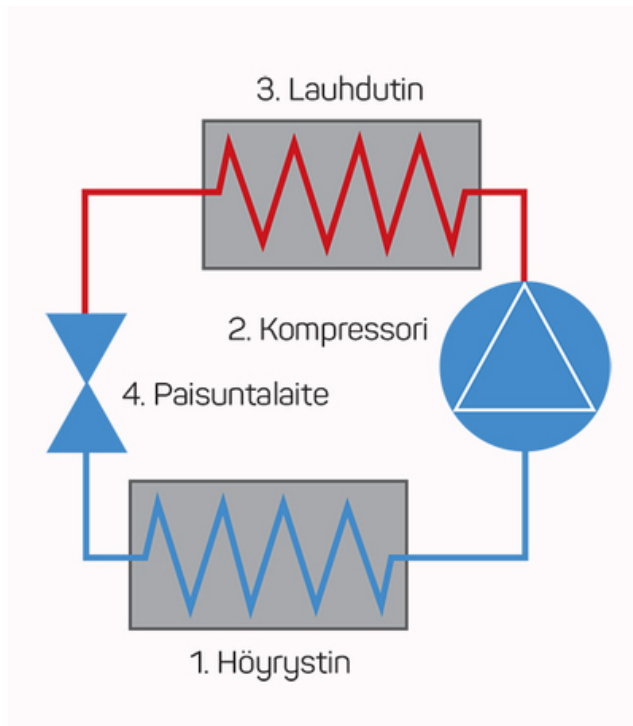 3. Lauhdutin
2. Kompressori
4. Paisuntalaite
1. Höyrystin